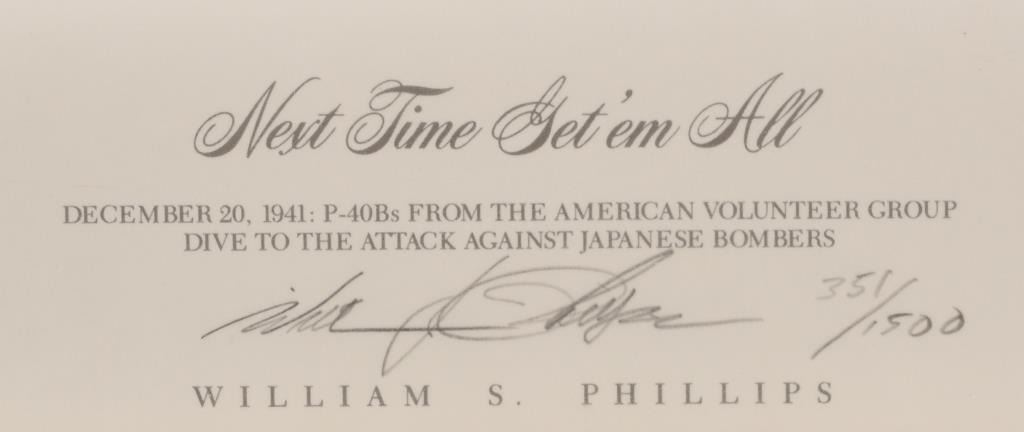 Next Time Get'em All
DECEMBER 20, 1941: P-40Bs FROM THE AMERICAN VOLUNTEER GROUP
DIVE TO THE ATTACK AGAINST JAPANESE BOMBERS
351/1500
WILLIAM S. PHILLIPS